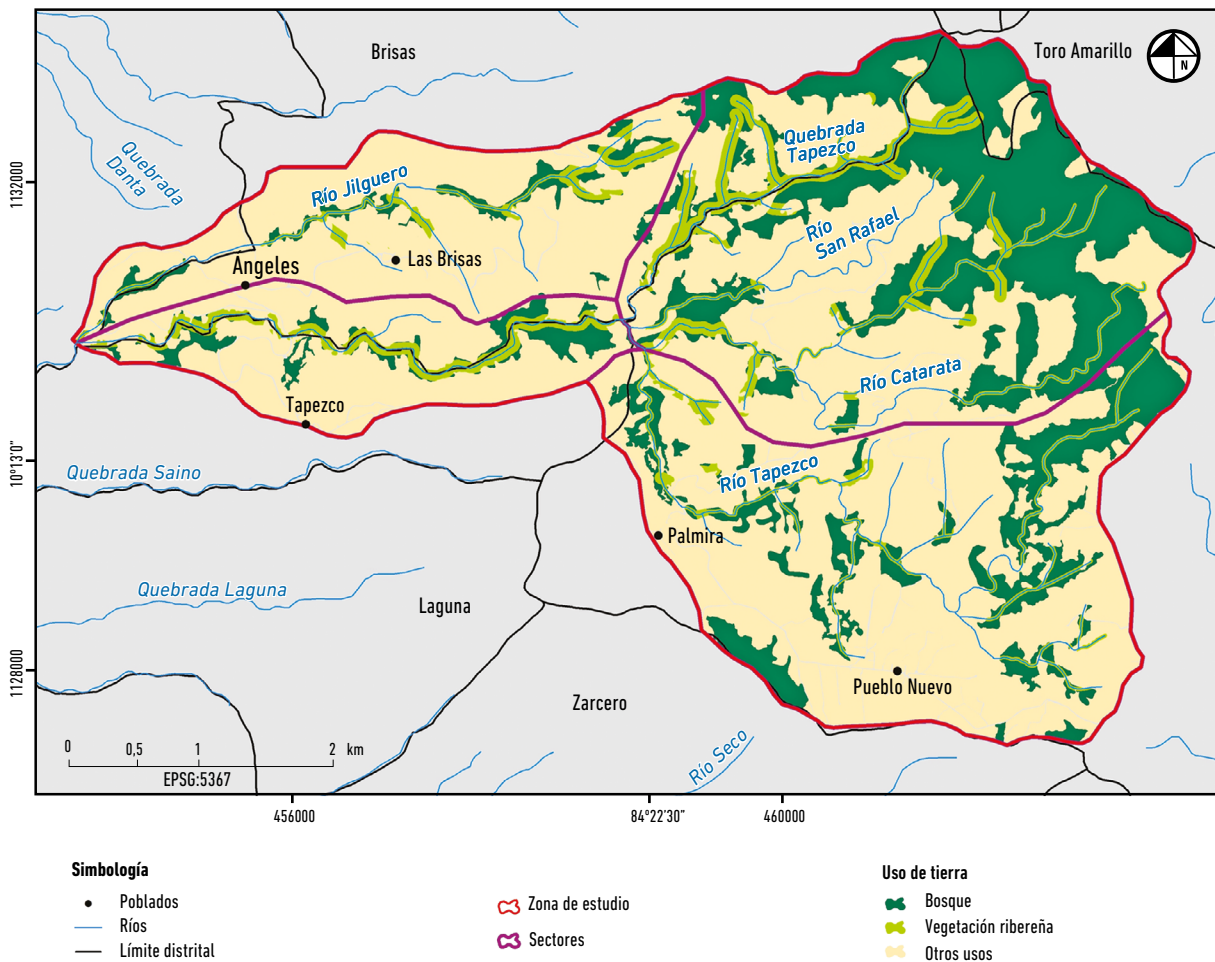 Brisas
Toro Amarillo
N
Quebrada
Danta
Quebrada
Tapezco
Río Jilguero
Río
San Rafael
Las Brisas
Angeles
Río Catarata
Tapezco
Quebrada Saino
Río Tapezco
Palmira
Quebrada Laguna
Laguna
Pueblo Nuevo
Zarcero
Río Seco
0 0,5 1 2 km
EPSG:5367
1132000
10°13'0"
1128000
456000 84°22'30" 460000
Simbología
Poblados
Ríos
Límite distrital
Zona de estudio
Sectores
Uso de tierra
Bosque
Vegetación ribereña
Otros usos